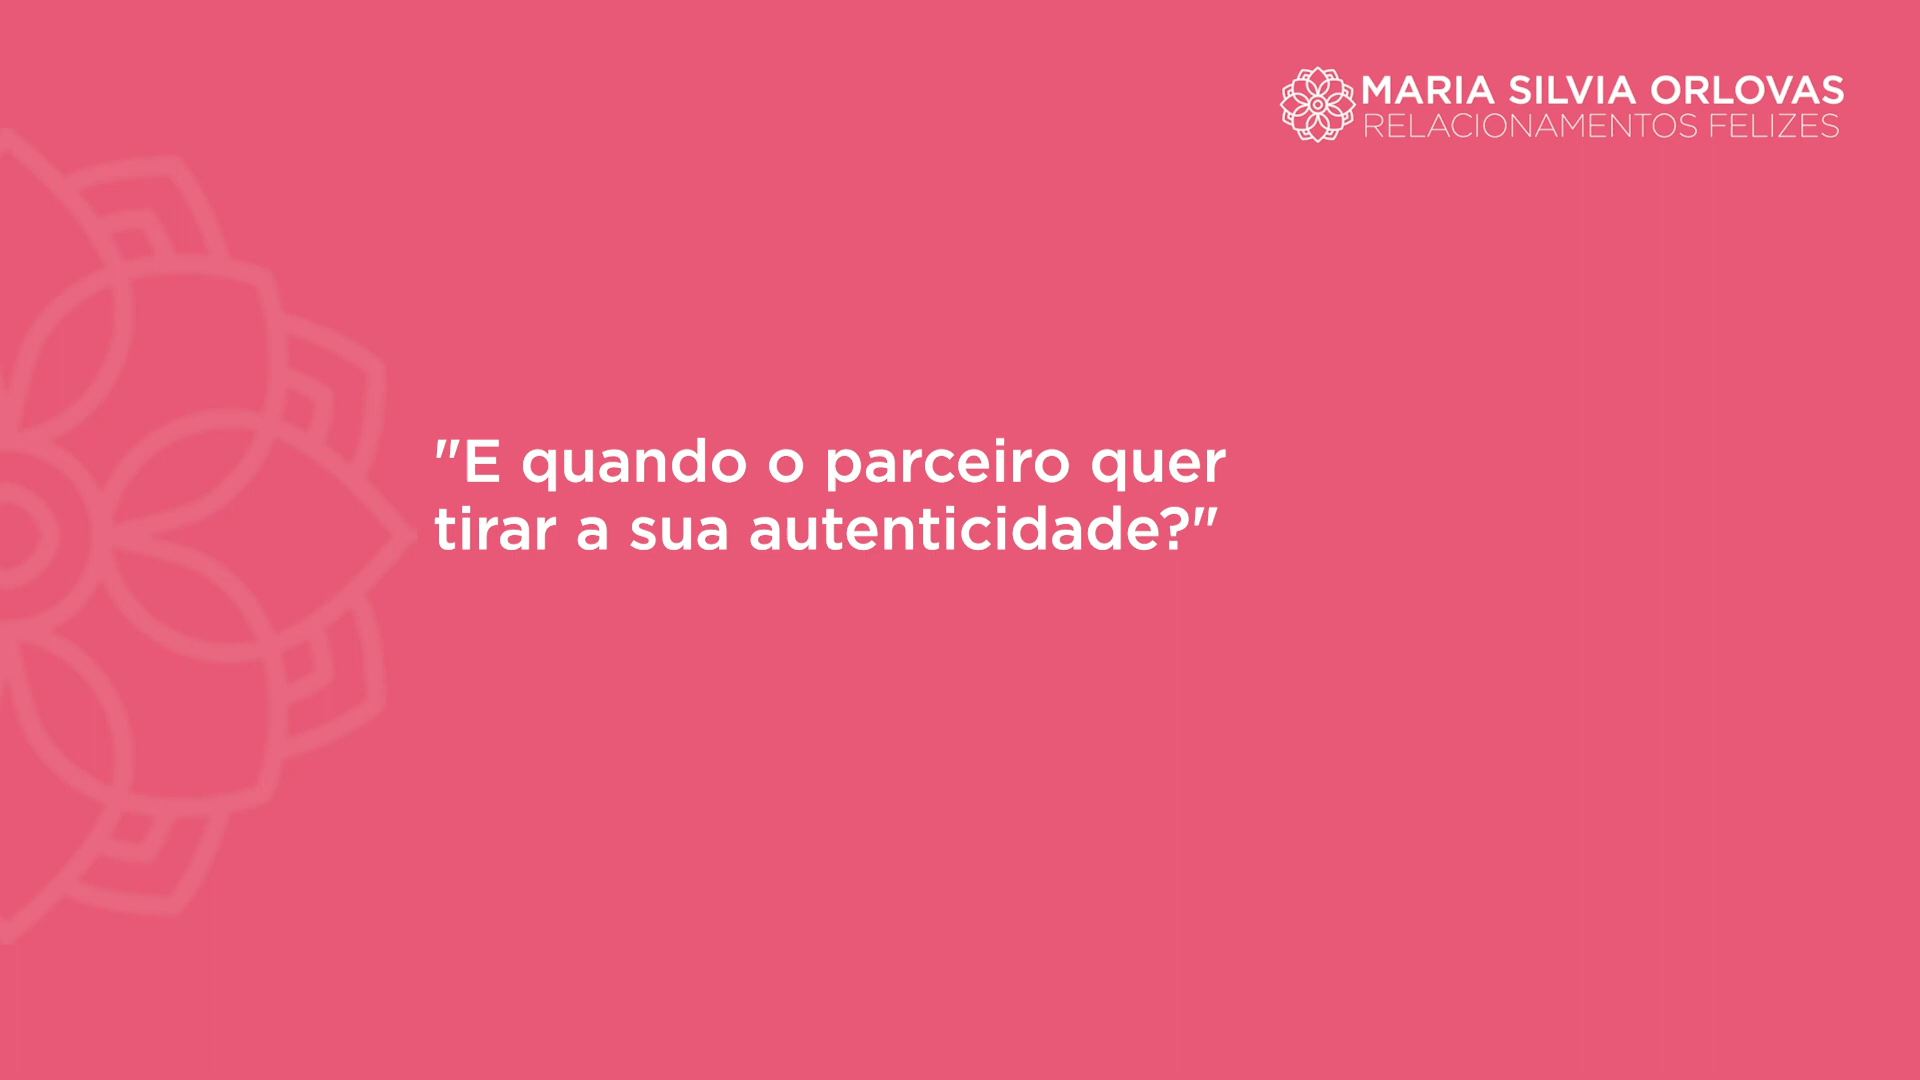 MARIA SILVIA ORLOVAS
RELACIONAMENTOS FELIZES
"E quando o parceiro quer
tirar a sua autenticidade?"